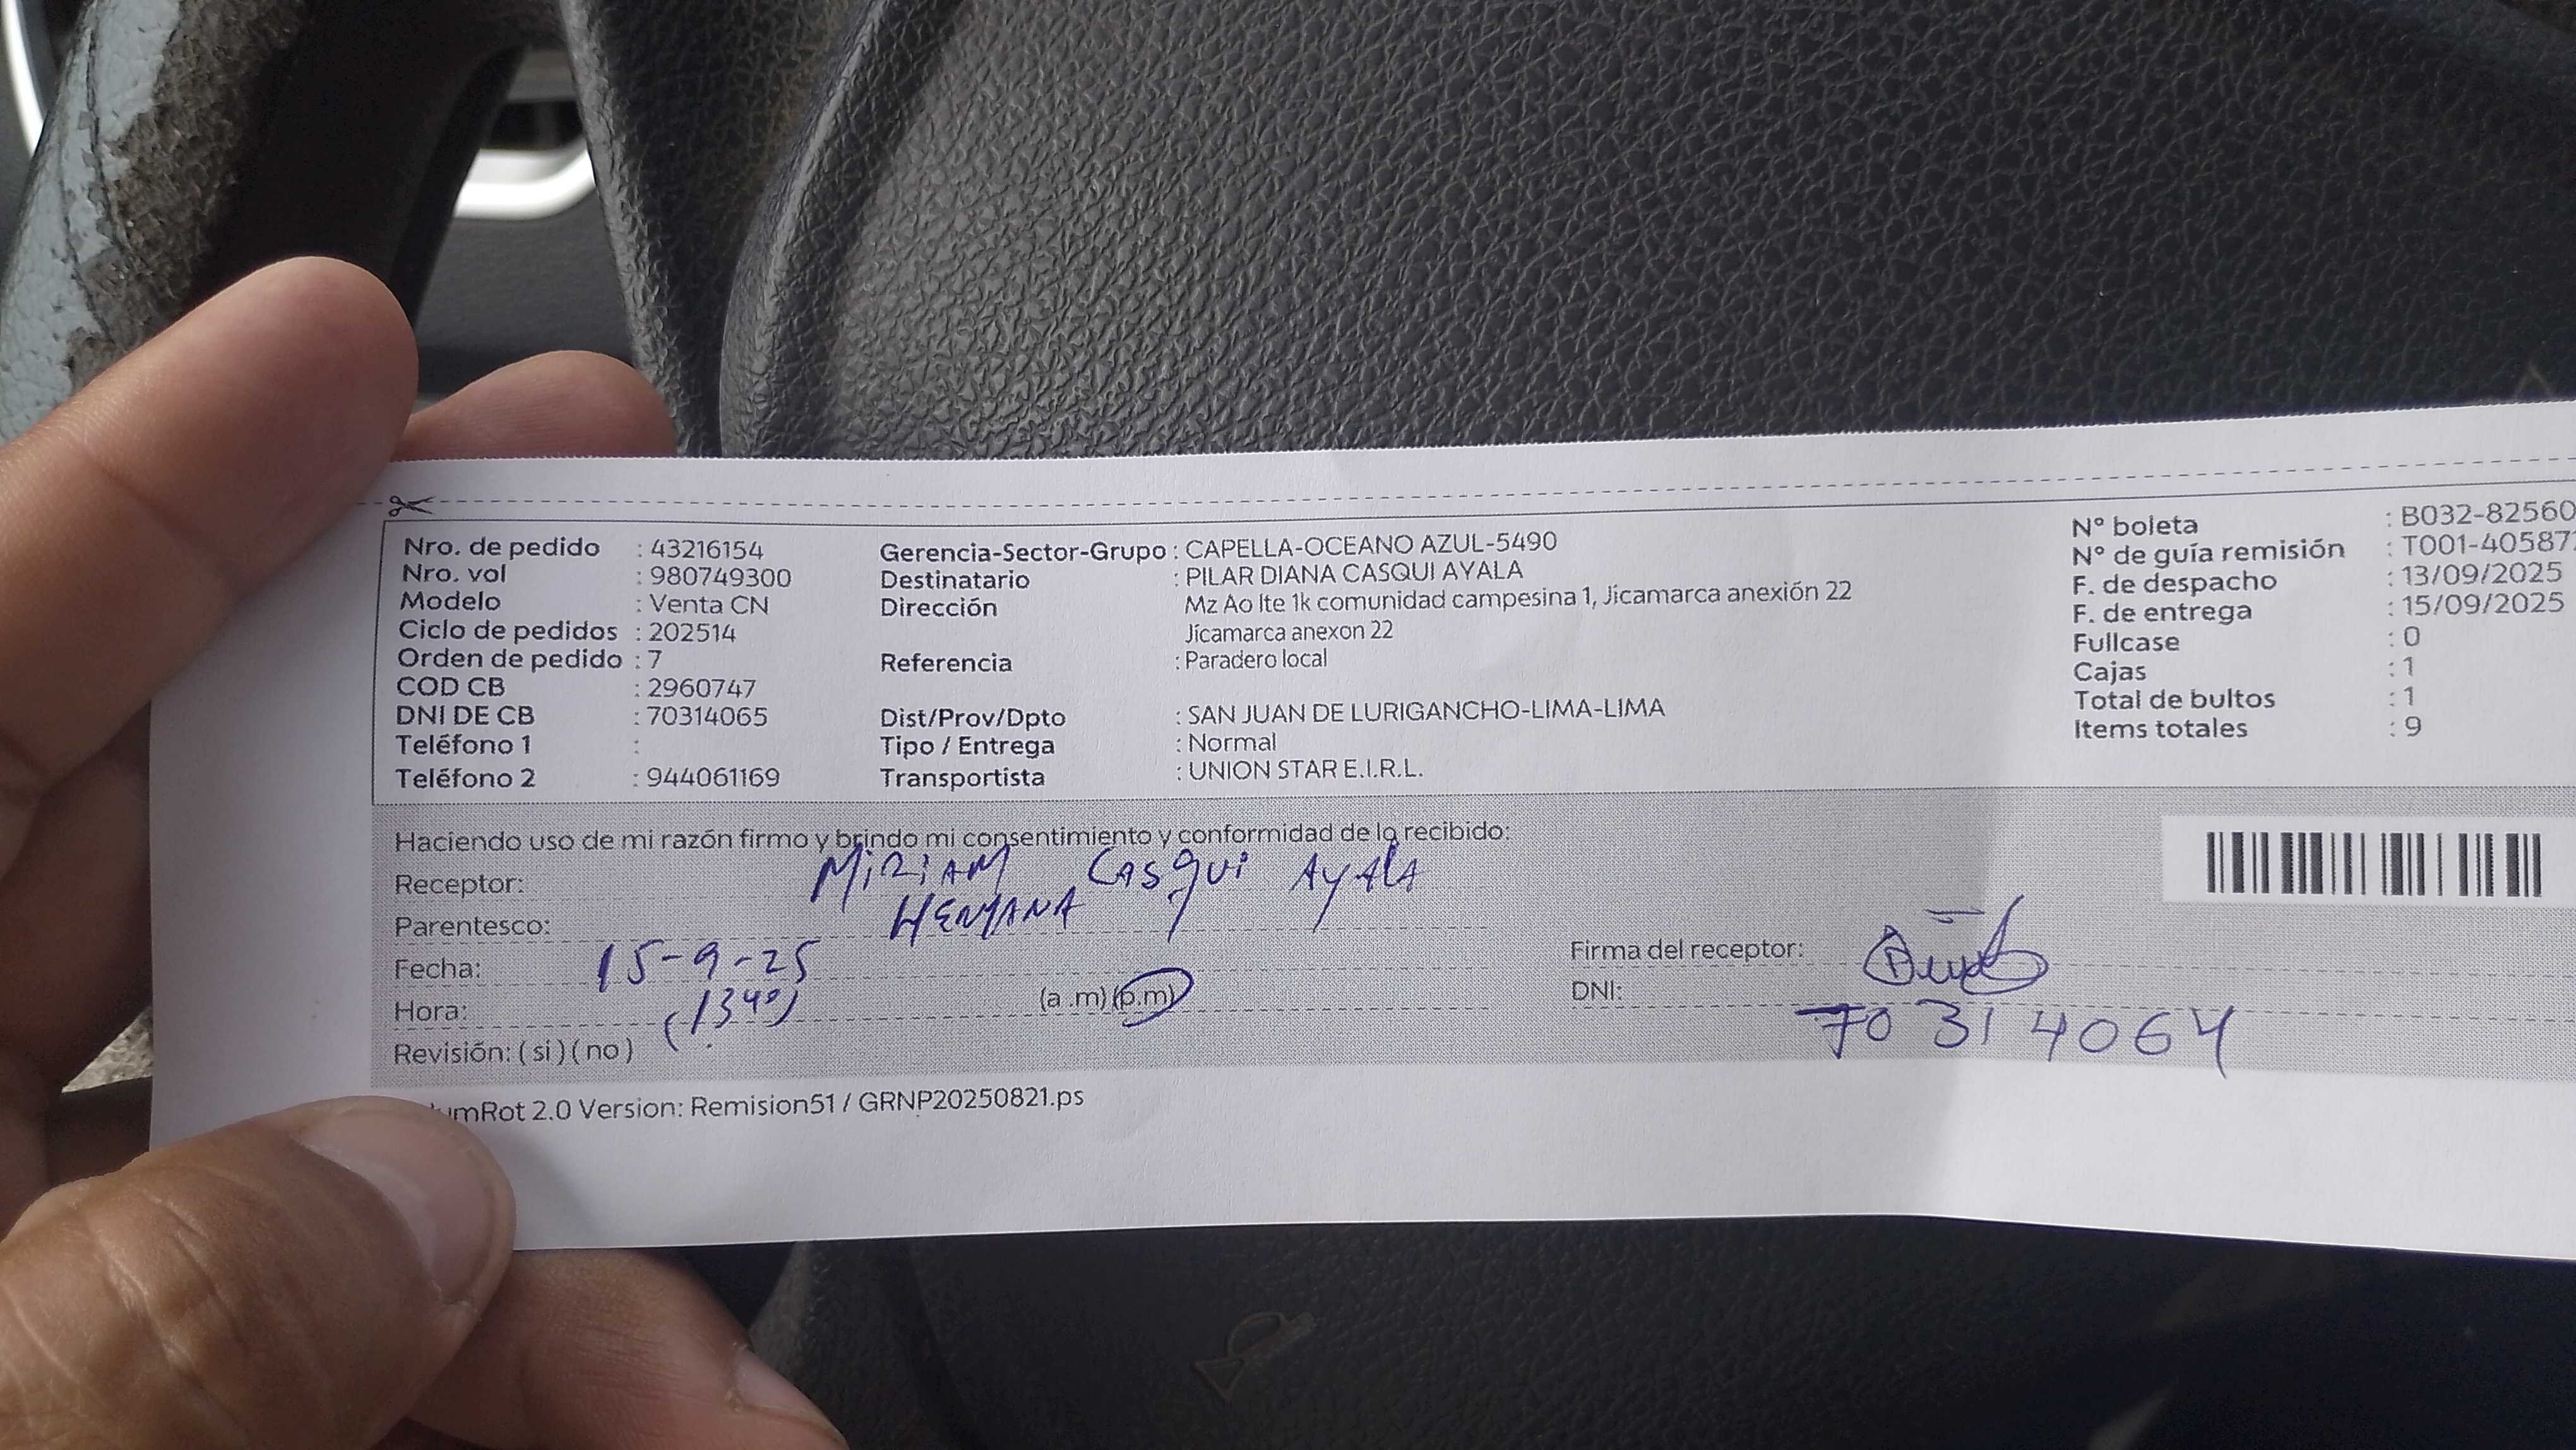 Nro. de pedido : 43216154
Nro. vol : 980749300
Modelo : Venta CN
Ciclo de pedidos : 202514
Orden de pedido : 7
COD CB : 2960747
DNI DE CB : 70314065
Teléfono 1 :
Teléfono 2 : 944061169
Gerencia-Sector-Grupo : CAPELLA-OCEANO AZUL-5490
Destinatario : PILAR DIANA CASQUI AYALA
Dirección Mz Ao lte 1k comunidad campesina 1, Jicamarca anexión 22
Jicamarca anexon 22
Referencia : Paradero local
Dist/Prov/Dpto : SAN JUAN DE LURIGANCHO-LIMA-LIMA
Tipo / Entrega : Normal
Transportista : UNION STAR E.I.R.L.
N° boleta : B032-82560
N° de guía remisión : T001-40587
F. de despacho : 13/09/2025
F. de entrega : 15/09/2025
Fullcase : 0
Cajas : 1
Total de bultos : 1
Items totales : 9
Haciendo uso de mi razón firmo y brindo mi consentimiento y conformidad de lo recibido:
Receptor: MiRiAM CASqui AyAlA
Parentesco: HERMANA
Fecha: 15-9-25
Hora: (1340) (a .m) (p.m)
Revisión: ( si ) ( no )
Firma del receptor:
DNI: 70314064
umRot 2.0 Version: Remision51 / GRNP20250821.ps